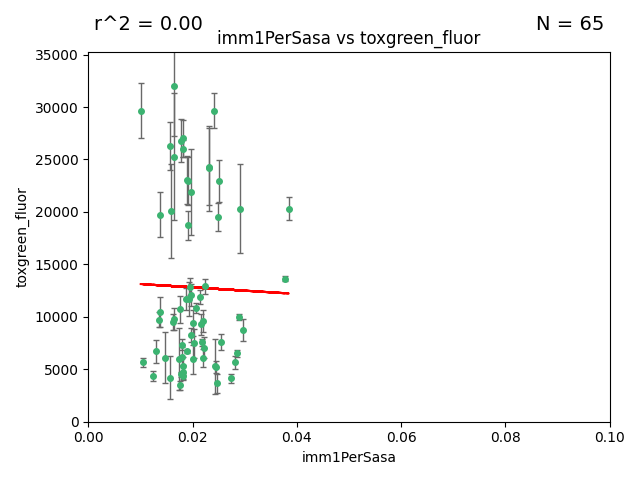 r^2 = 0.00
N = 65
imm1PerSasa vs toxgreen_fluor
toxgreen_fluor
35000
30000
25000
20000
15000
10000
5000
0
0.00
0.02
0.04
0.06
0.08
0.10
imm1PerSasa